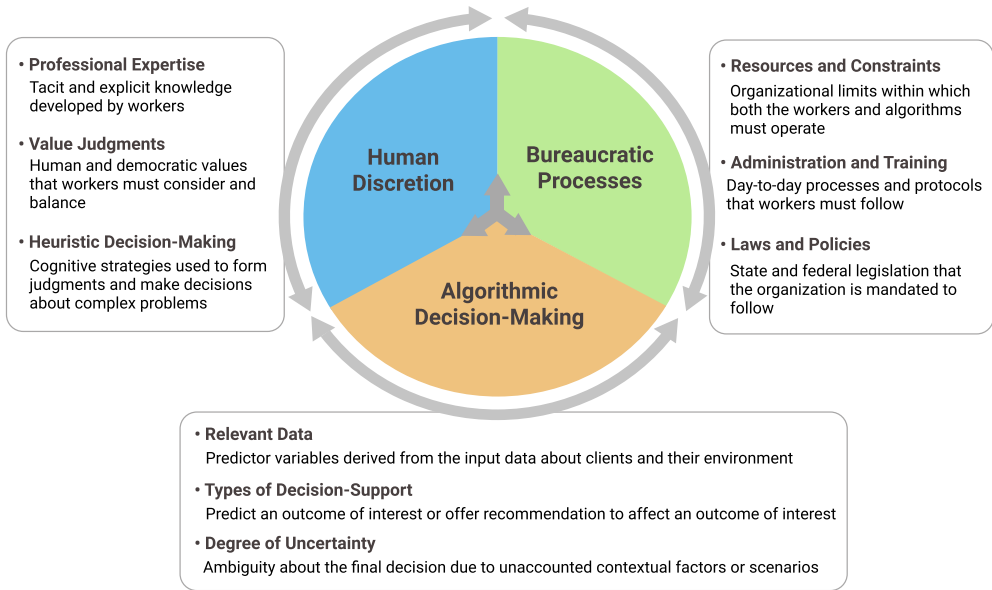 • Professional Expertise
Tacit and explicit knowledge
developed by workers
• Value Judgments
Human and democratic values
that workers must consider and
balance
• Heuristic Decision-Making
Cognitive strategies used to form
judgments and make decisions
about complex problems
Human
Discretion
Bureaucratic
Processes
Algorithmic
Decision-Making
• Resources and Constraints
Organizational limits within which
both the workers and algorithms
must operate
• Administration and Training
Day-to-day processes and protocols
that workers must follow
• Laws and Policies
State and federal legislation that
the organization is mandated to
follow
• Relevant Data
Predictor variables derived from the input data about clients and their environment
• Types of Decision-Support
Predict an outcome of interest or offer recommendation to affect an outcome of interest
• Degree of Uncertainty
Ambiguity about the final decision due to unaccounted contextual factors or scenarios